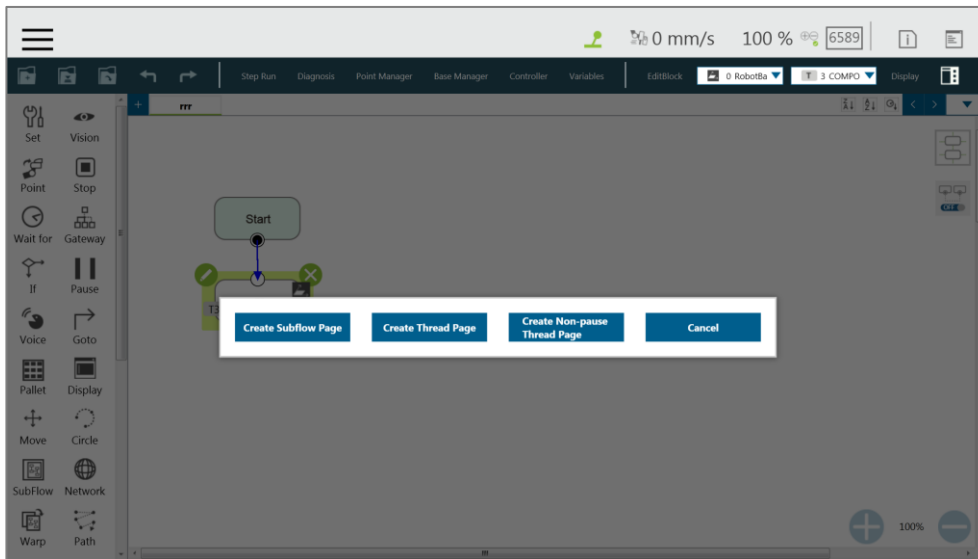 0 mm/s 100 % 6589
Step Run Diagnosis Point Manager Base Manager Controller Variables EditBlock 0 RobotBa T 3 COMPO Display
+ rrr
Set Vision
Point Stop
Wait for Gateway
If Pause
Voice Goto
Pallet Display
Move Circle
SubFlow Network
Warp Path
Start
T3
OFF
Create Subflow Page
Create Thread Page
Create Non-pause
Thread Page
Cancel
100%